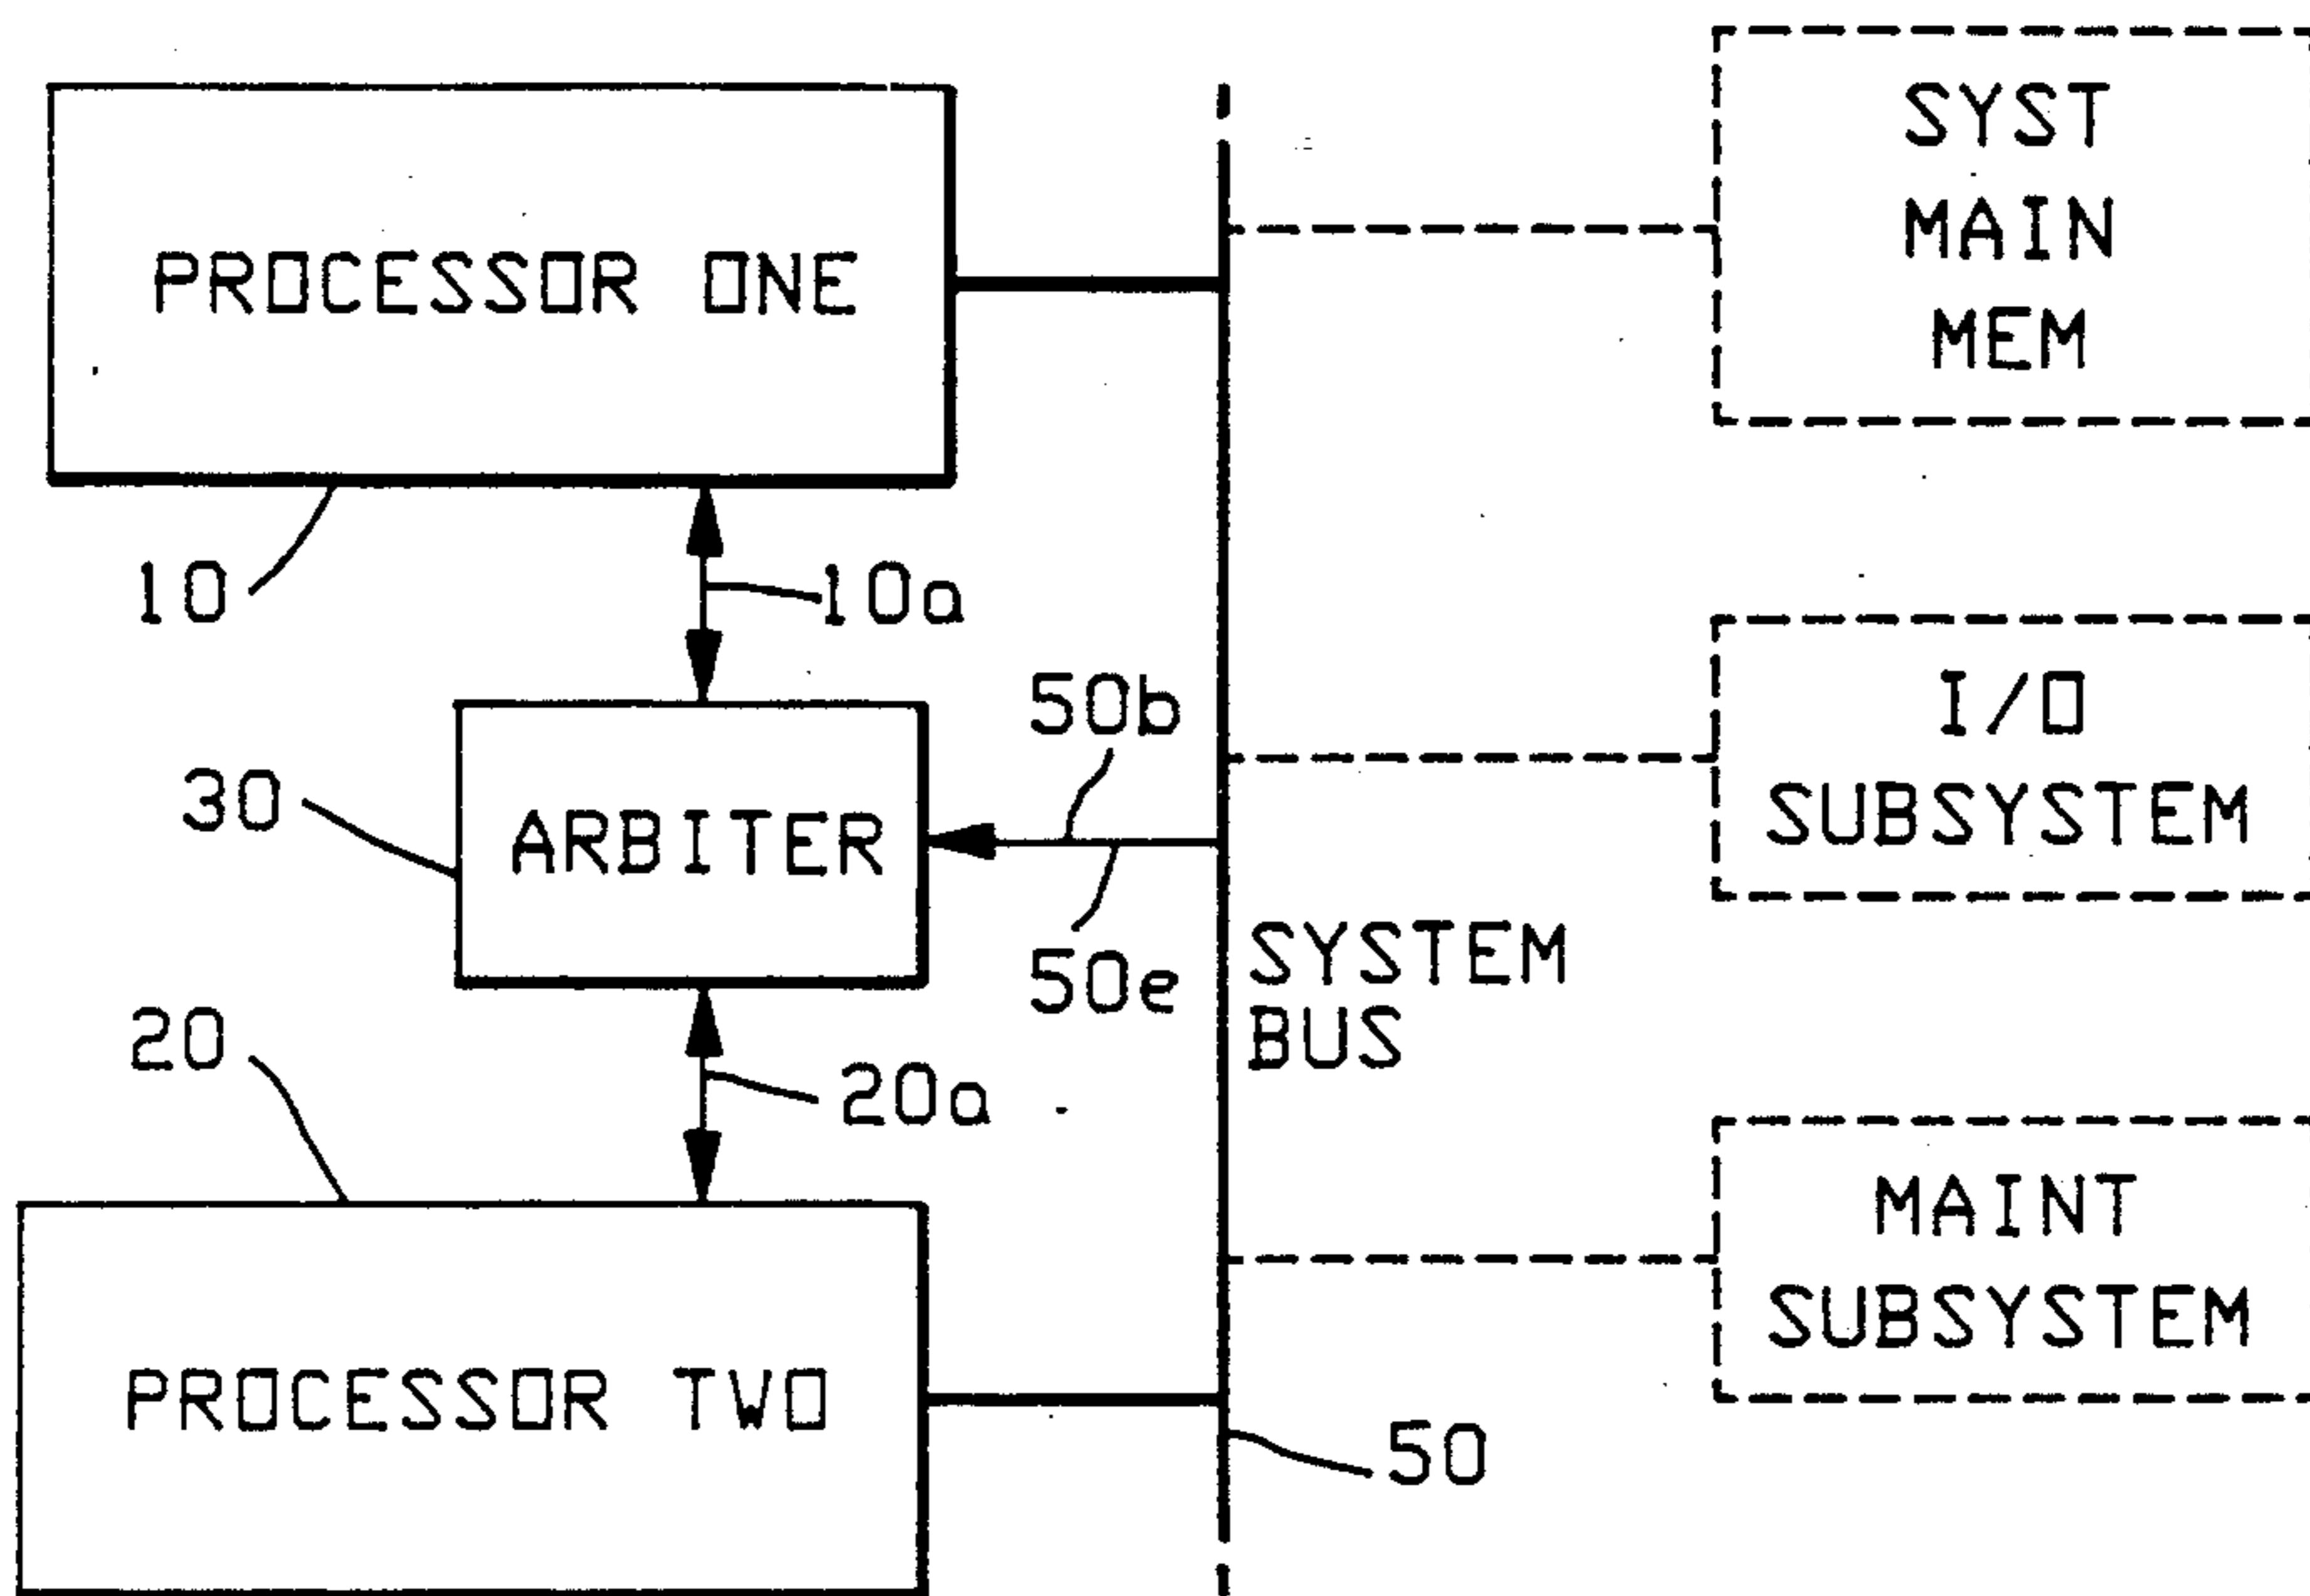 SYST
MAIN
MEM
PROCESSOR ONE
10
10a
I/O
SUBSYSTEM
50b
30
ARBITER
50e
SYSTEM
BUS
20
20a
MAINT
SUBSYSTEM
PROCESSOR TWO
50